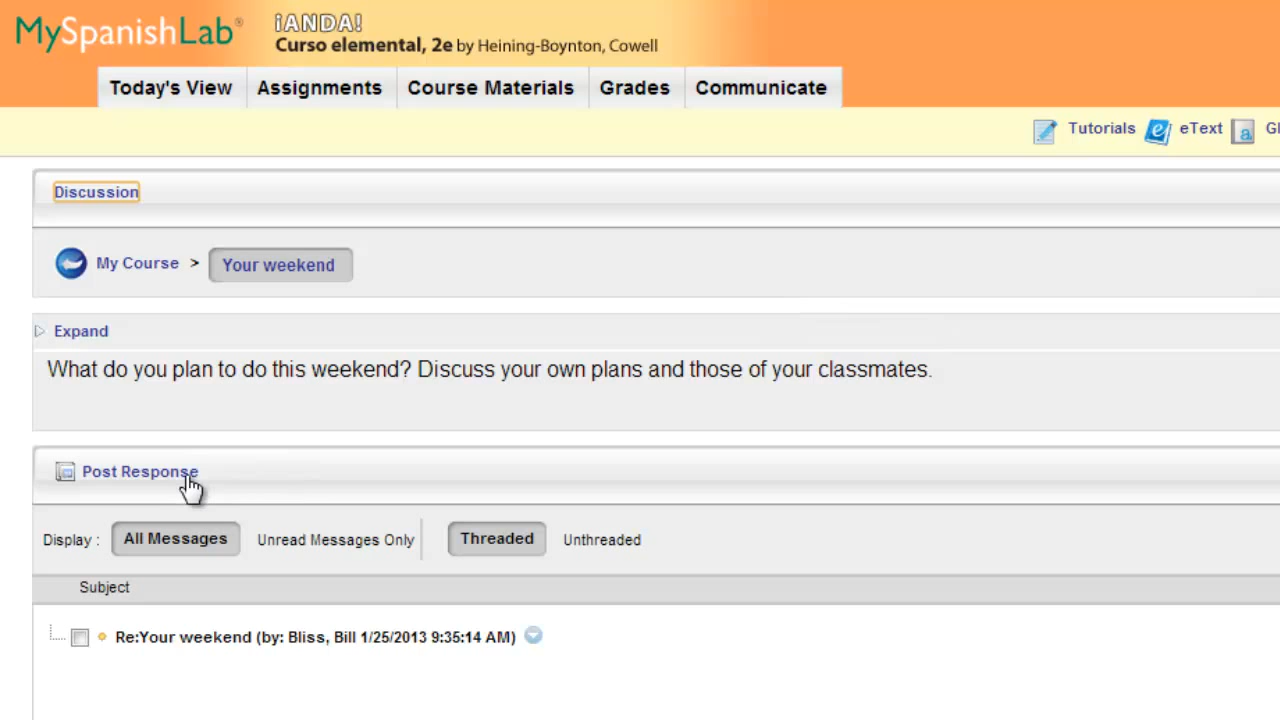 MySpanishLab®
¡ANDA!
Curso elemental, 2e by Heining-Boynton, Cowell
Today's View Assignments Course Materials Grades Communicate
Tutorials eText a Gl
Discussion
My Course > Your weekend
Expand
What do you plan to do this weekend? Discuss your own plans and those of your classmates.
Post Response
Display : All Messages Unread Messages Only Threaded Unthreaded
Subject
Re:Your weekend (by: Bliss, Bill 1/25/2013 9:35:14 AM)